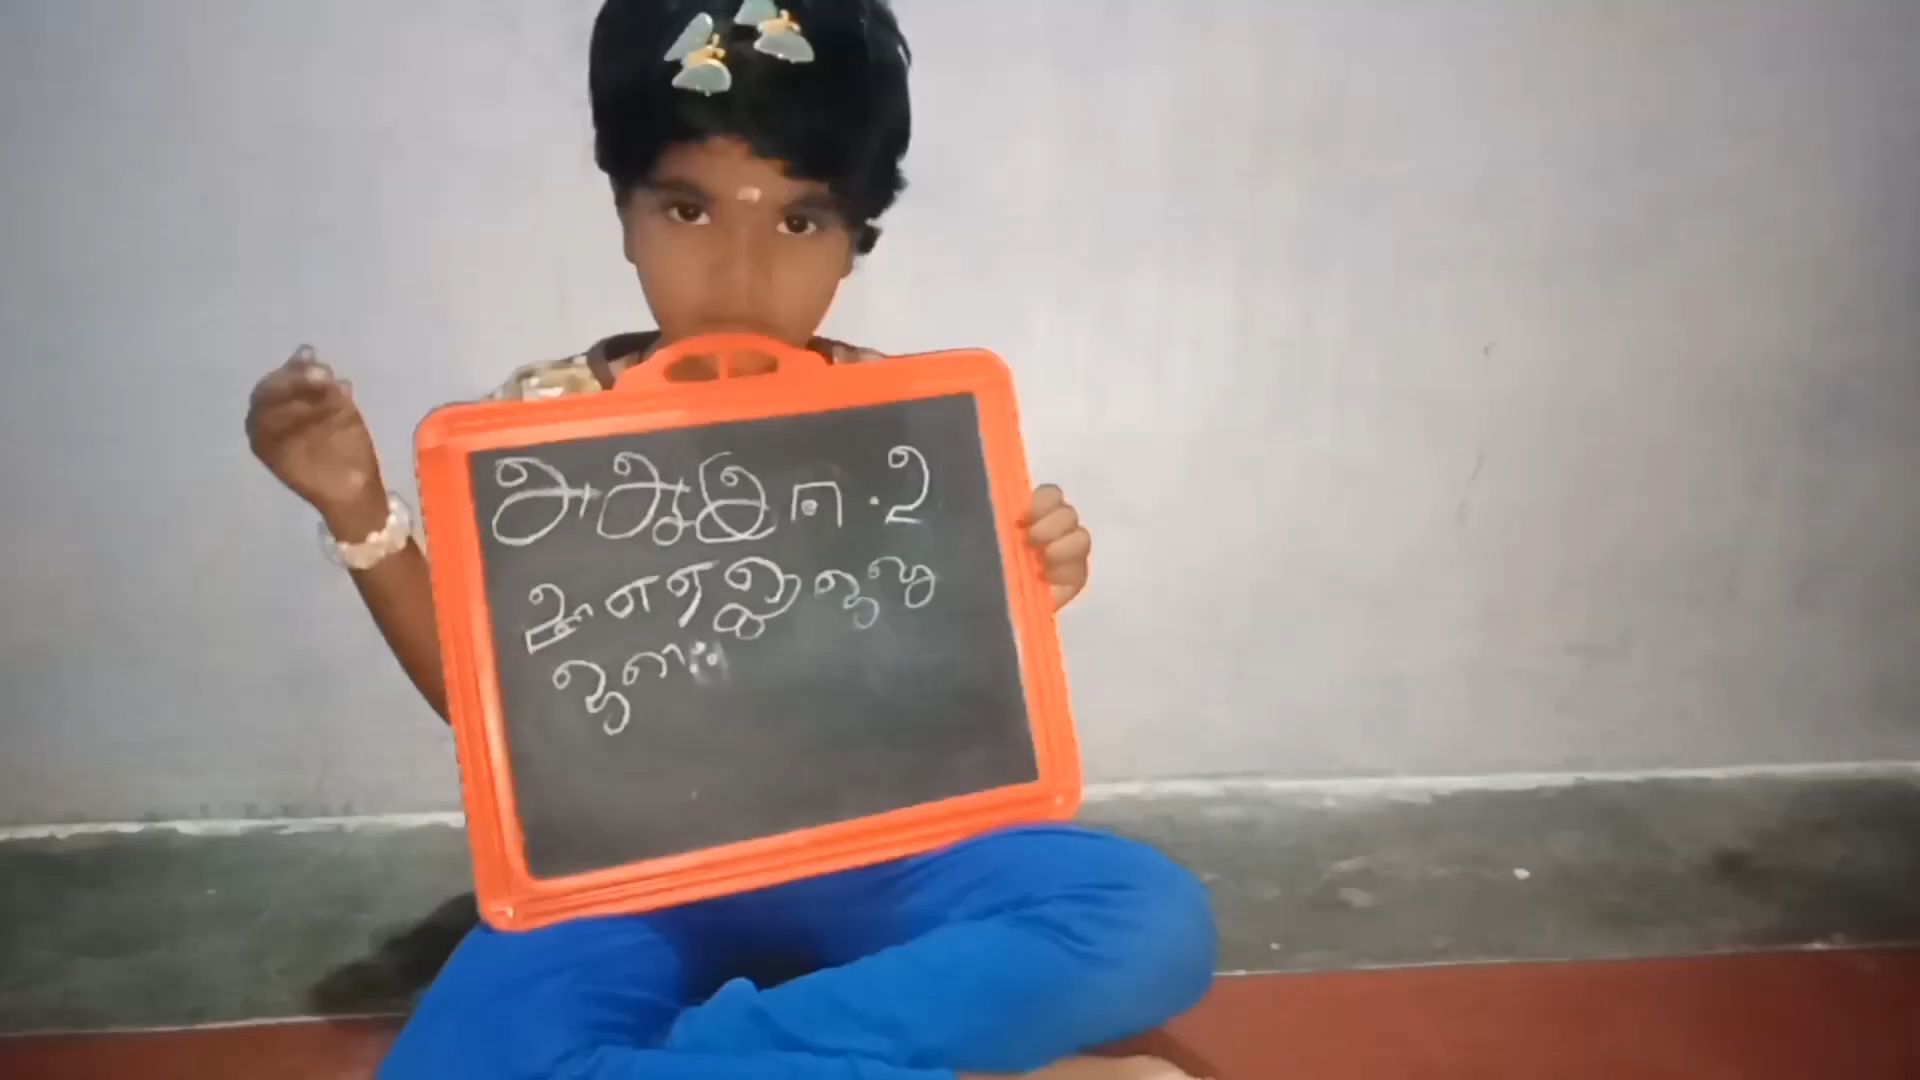 அ ஆ இ ஈ உ
ஊ எ ஏ ஐ ஒ ஓ
ஔ ஃ